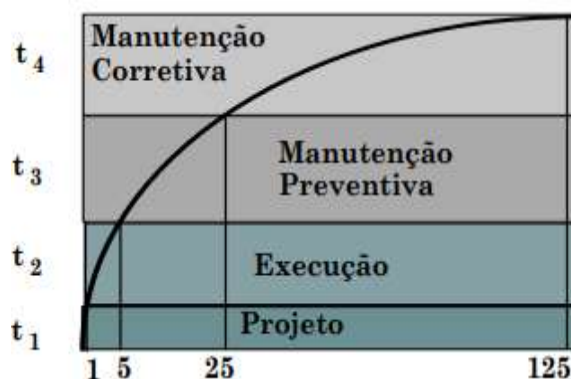 t4
Manutenção
Corretiva
t3
Manutenção
Preventiva
t2
Execução
t1
Projeto
1 5 25 125